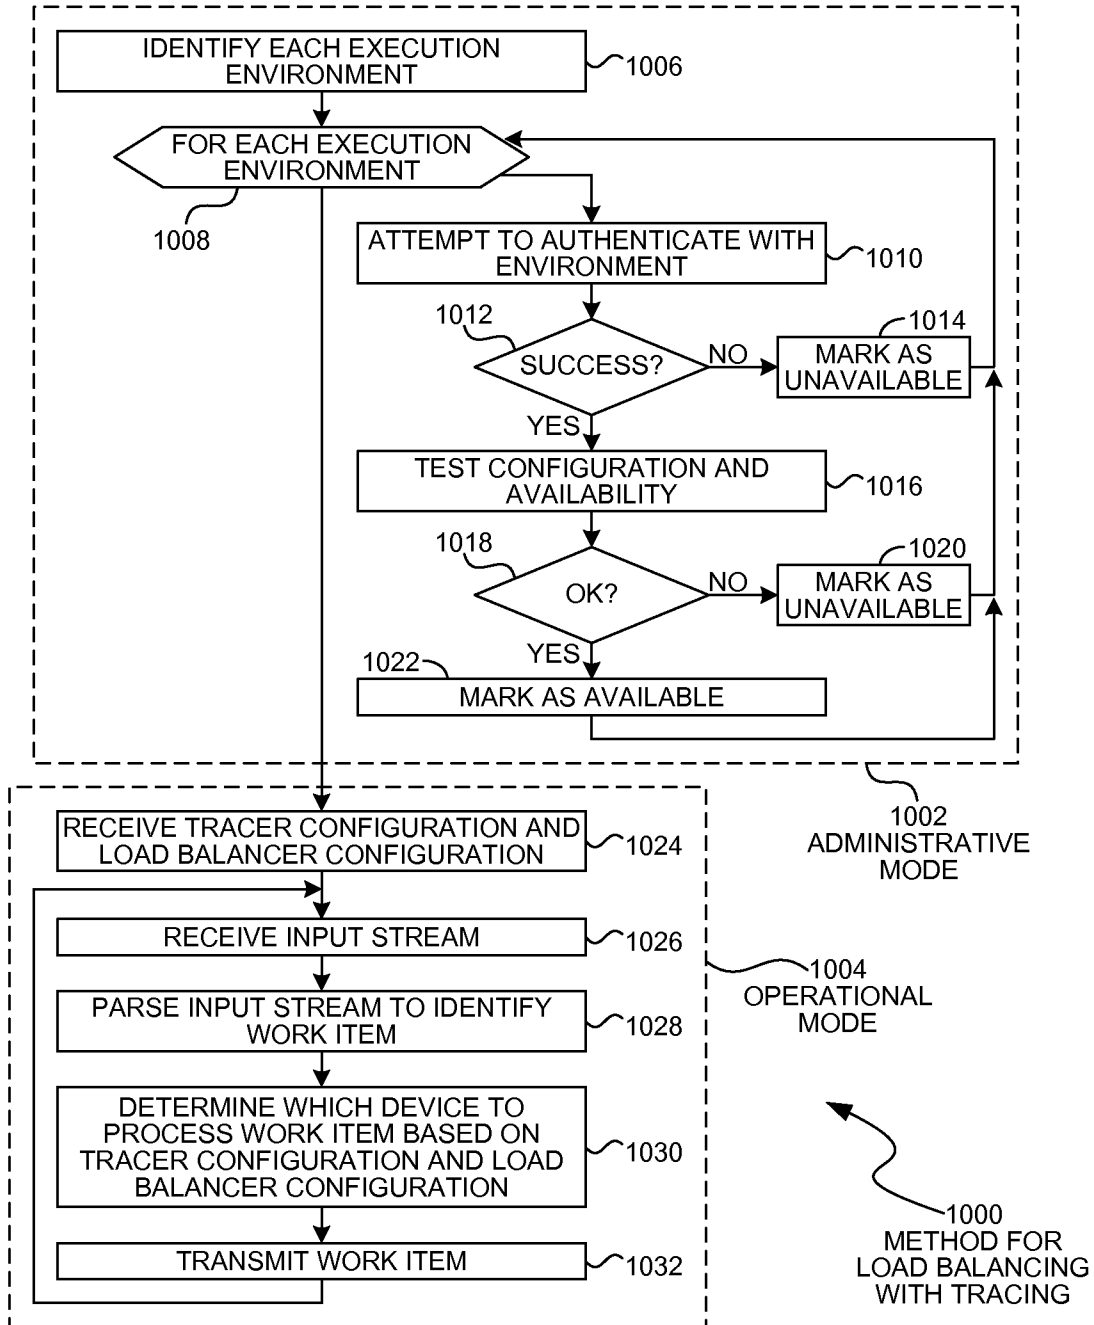 IDENTIFY EACH EXECUTION
ENVIRONMENT
1006
FOR EACH EXECUTION
ENVIRONMENT
1008
ATTEMPT TO AUTHENTICATE WITH
ENVIRONMENT
1010
1012
SUCCESS?
NO
1014
MARK AS
UNAVAILABLE
YES
TEST CONFIGURATION AND
AVAILABILITY
1016
1018
OK?
NO
1020
MARK AS
UNAVAILABLE
YES
1022
MARK AS AVAILABLE
1002
ADMINISTRATIVE
MODE
RECEIVE TRACER CONFIGURATION AND
LOAD BALANCER CONFIGURATION
1024
RECEIVE INPUT STREAM
1026
1004
OPERATIONAL
MODE
PARSE INPUT STREAM TO IDENTIFY
WORK ITEM
1028
DETERMINE WHICH DEVICE TO
PROCESS WORK ITEM BASED ON
TRACER CONFIGURATION AND LOAD
BALANCER CONFIGURATION
1030
TRANSMIT WORK ITEM
1032
1000
METHOD FOR
LOAD BALANCING
WITH TRACING